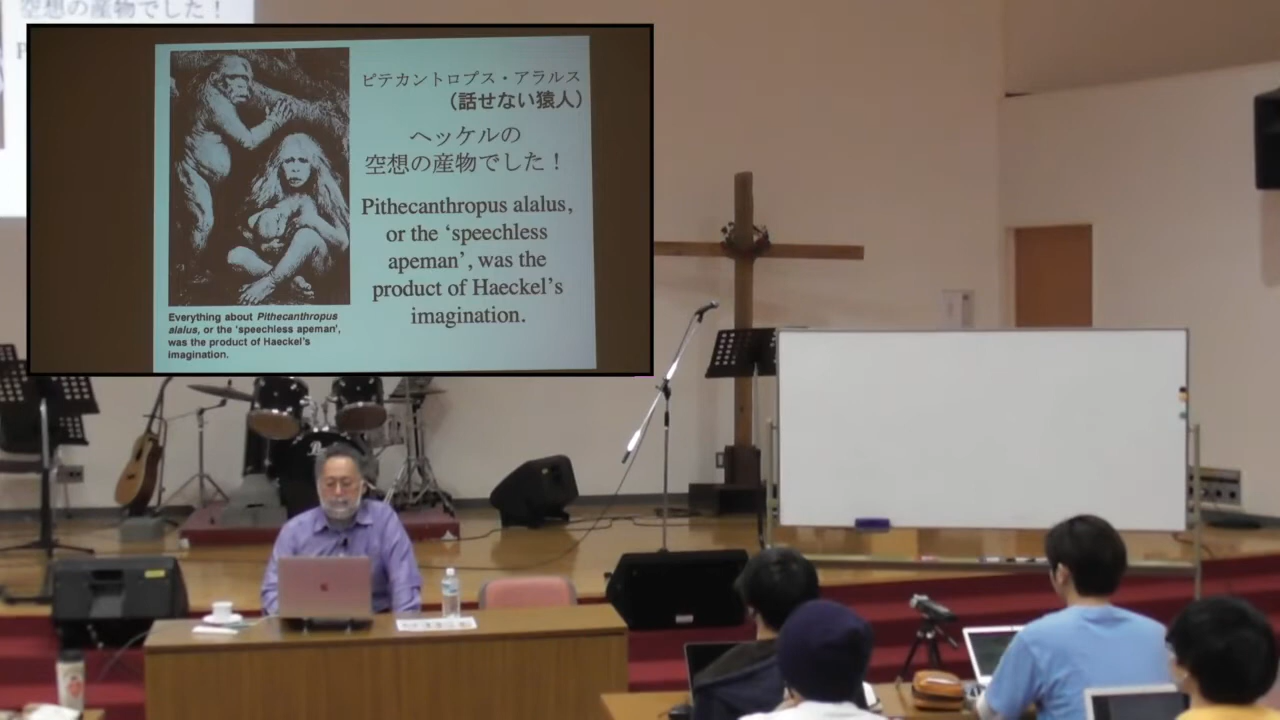 空想の産物でした！
ピテカントロプス・アラルス
（話せない猿人）
ヘッケルの
空想の産物でした！
Pithecanthropus alalus,
or the ‘speechless
apeman’, was the
product of Haeckel’s
imagination.
Everything about Pithecanthropus
alalus, or the ‘speechless apeman’,
was the product of Haeckel’s
imagination.